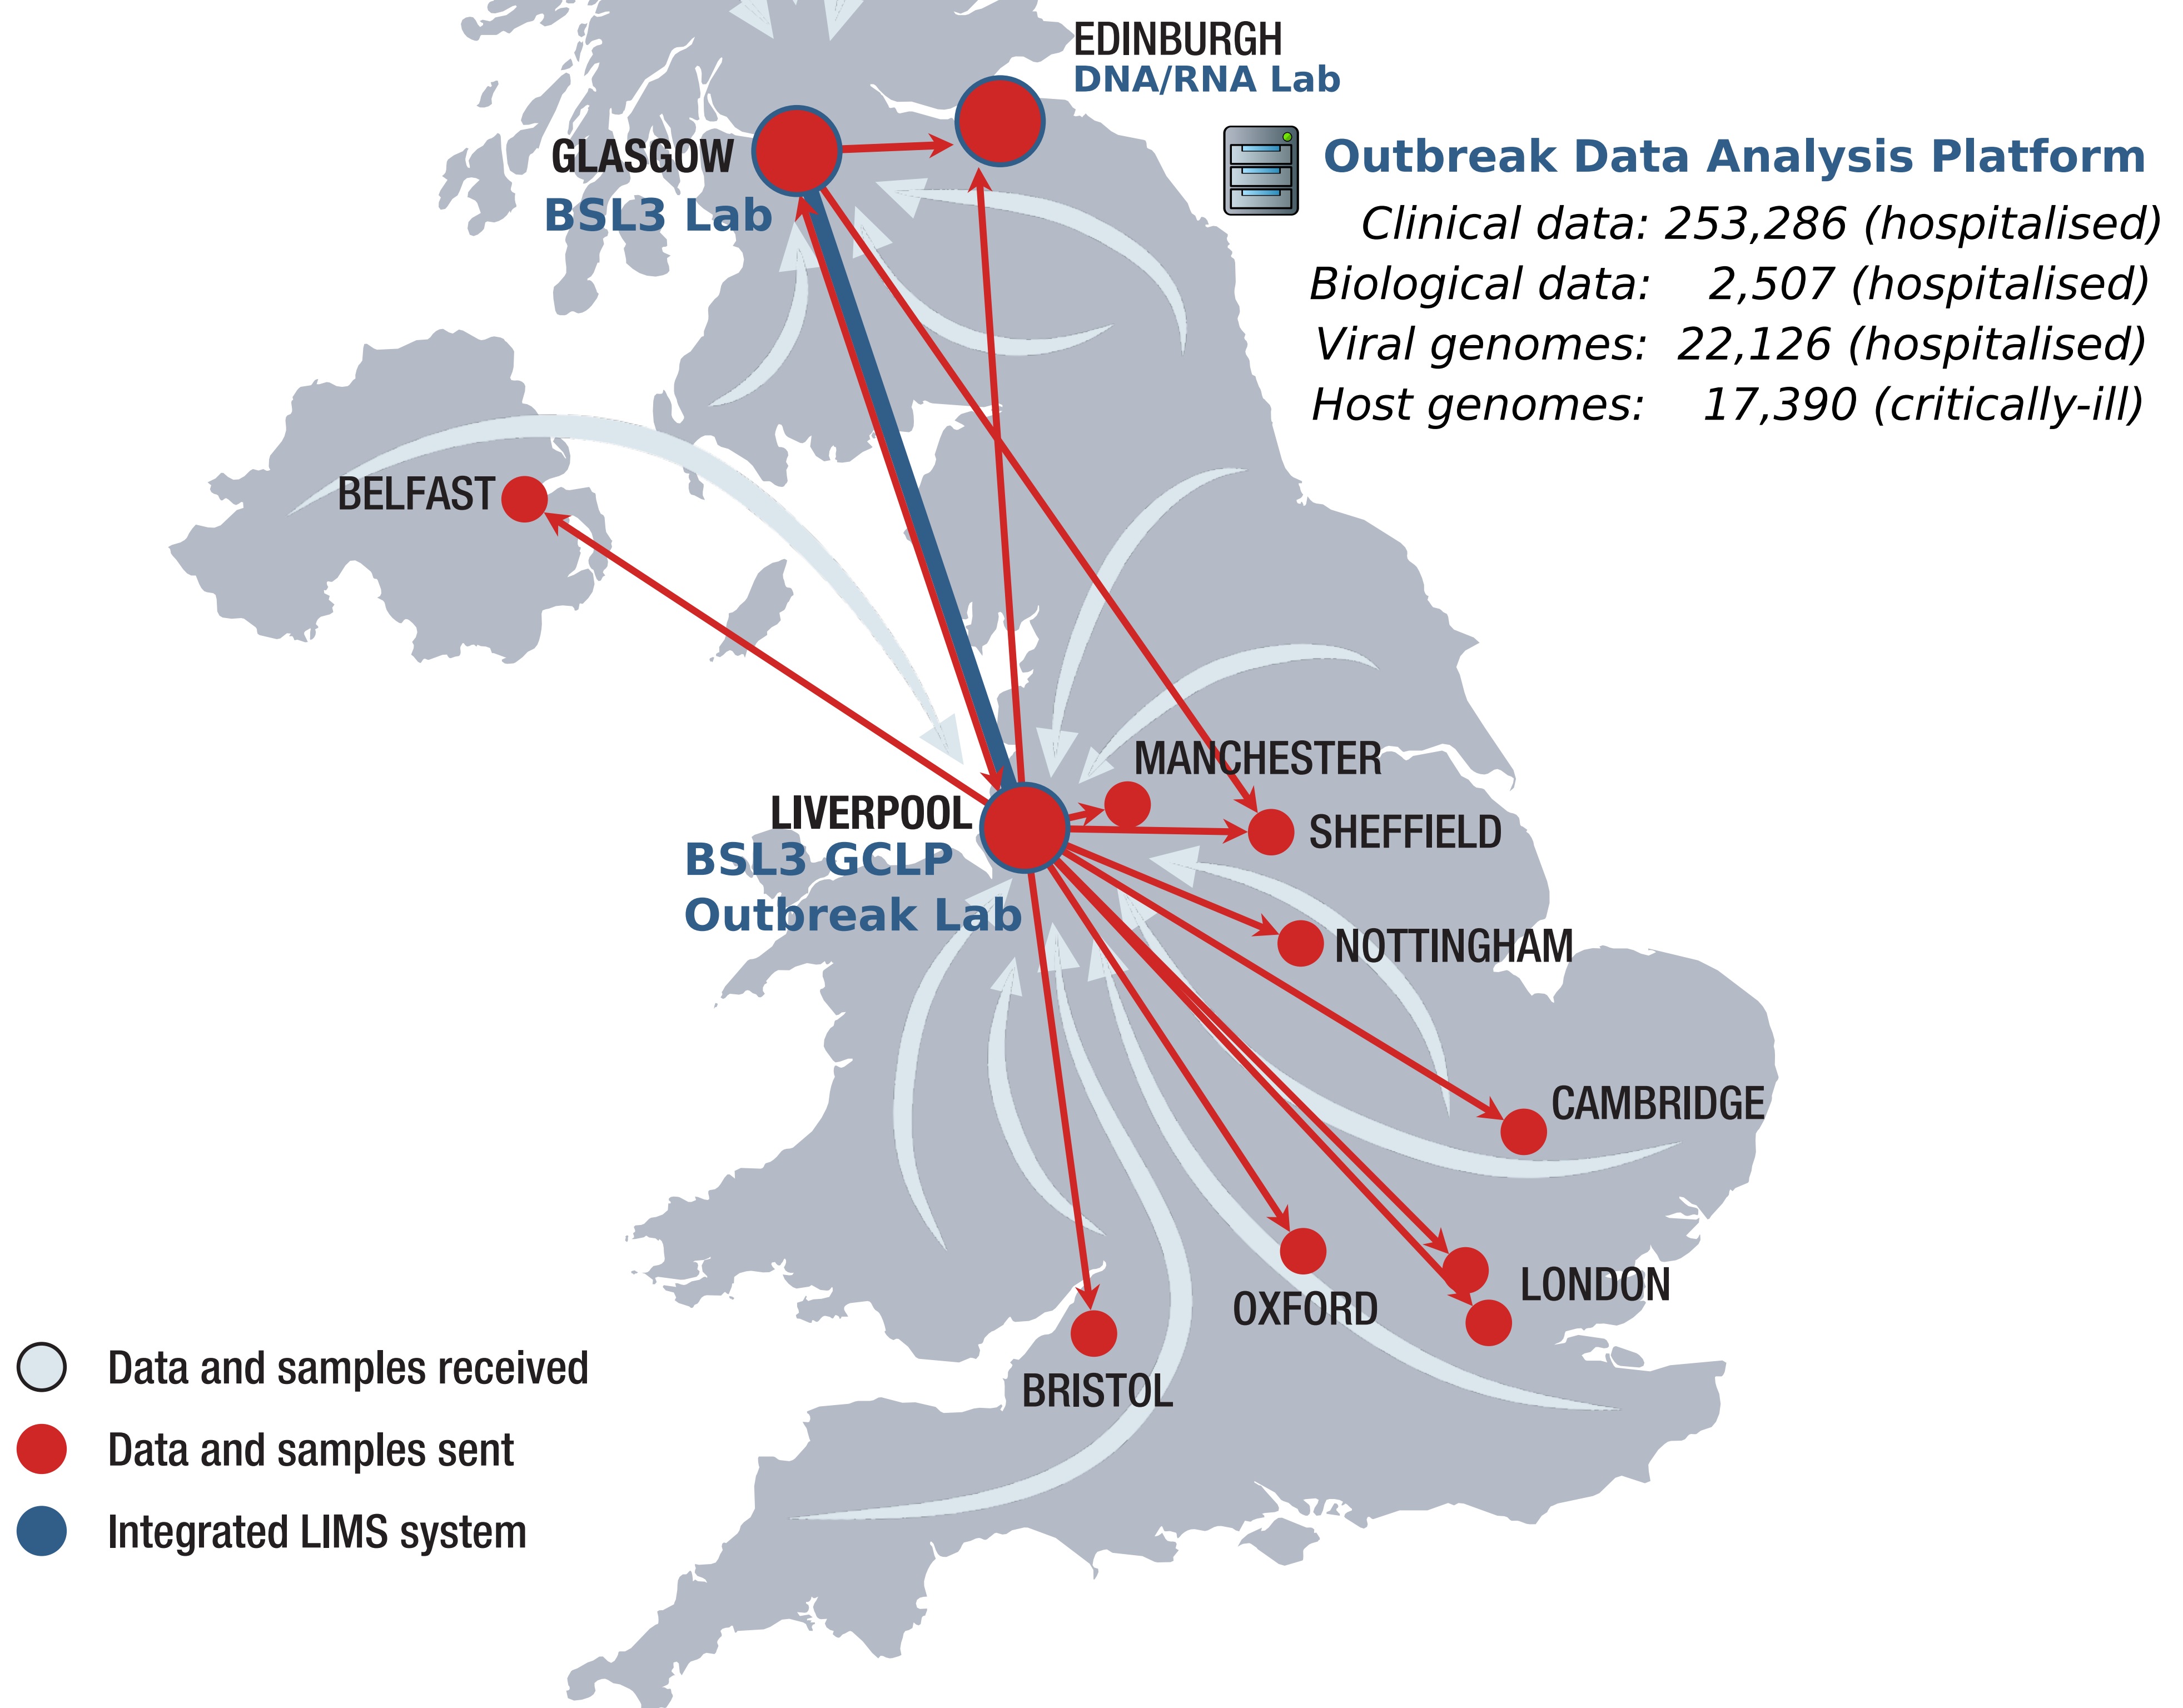 EDINBURGH
DNA/RNA Lab
GLASGOW
BSL3 Lab
Outbreak Data Analysis Platform
Clinical data: 253,286 (hospitalised)
Biological data: 2,507 (hospitalised)
Viral genomes: 22,126 (hospitalised)
Host genomes: 17,390 (critically-ill)
BELFAST
MANCHESTER
LIVERPOOL
BSL3 GCLP
Outbreak Lab
SHEFFIELD
NOTTINGHAM
CAMBRIDGE
LONDON
OXFORD
BRISTOL
Data and samples received
Data and samples sent
Integrated LIMS system